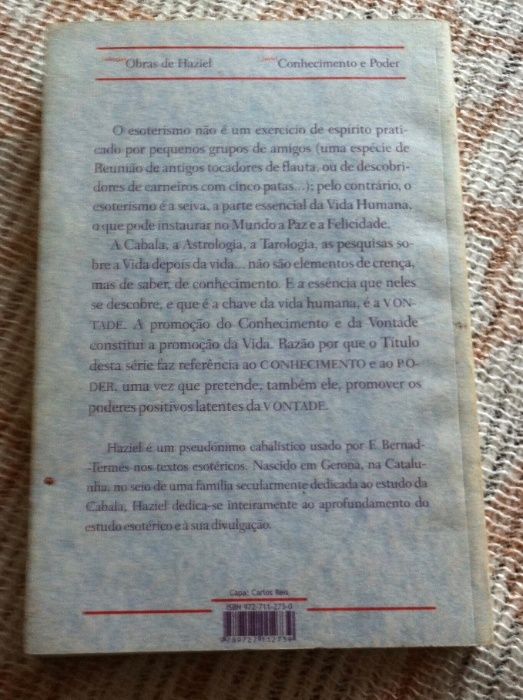 Obras de Haziel
Conhecimento e Poder
O esoterismo não é um exercício de espírito prati-
cado por pequenos grupos de amigos (uma espécie de
Reunião de antigos tocadores de flauta, ou de descobri-
dores de carneiros com cinco patas...); pelo contrário, o
esoterismo é a seiva, a parte essencial da Vida Humana,
o que pode instaurar no Mundo a Paz e a Felicidade.
A Cabala, a Astrologia, a Tarologia, as pesquisas so-
bre a Vida depois da vida... não são elementos de crença,
mas de saber, de conhecimento. E a essência que neles
se descobre, e que é a chave da vida humana, é a VON-
TADE. A promoção do Conhecimento e da Vontade
constitui a promoção da Vida. Razão por que o Título
desta série faz referência ao CONHECIMENTO e ao PO-
DER, uma vez que pretende, também ele, promover os
poderes positivos latentes da VONTADE.
Haziel é um pseudónimo cabalístico usado por F. Bernad-
-Termés nos textos esotéricos. Nascido em Gerona, na Catalu-
nha, no seio de uma família secularmente dedicada ao estudo da
Cabala, Haziel dedica-se inteiramente ao aprofundamento do
estudo esotérico e à sua divulgação.
Capa: Carlos Reis
ISBN 972-711-273-0
9789727112739